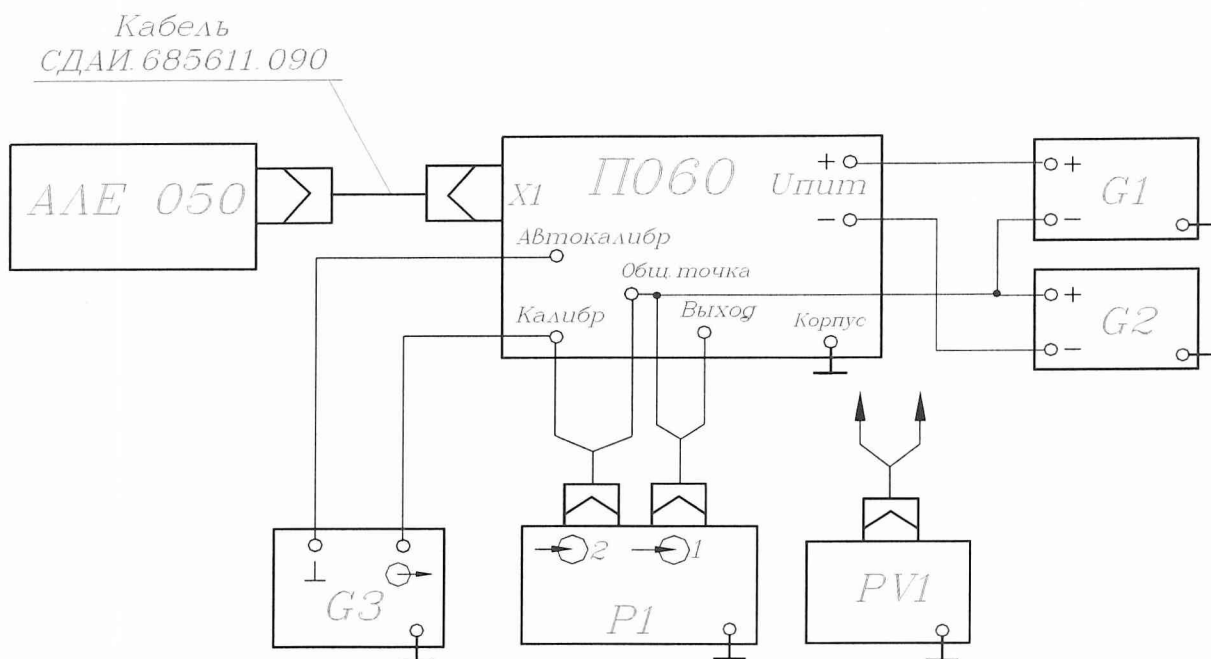 Кабель
СДАИ.685611.090
АЛЕ 050
X1
П060
+
Uпит
−
+
G1
−
Автокалибр
Общ. точка
Калибр
Выход
Корпус
+
G2
−
2
1
G3
P1
PV1